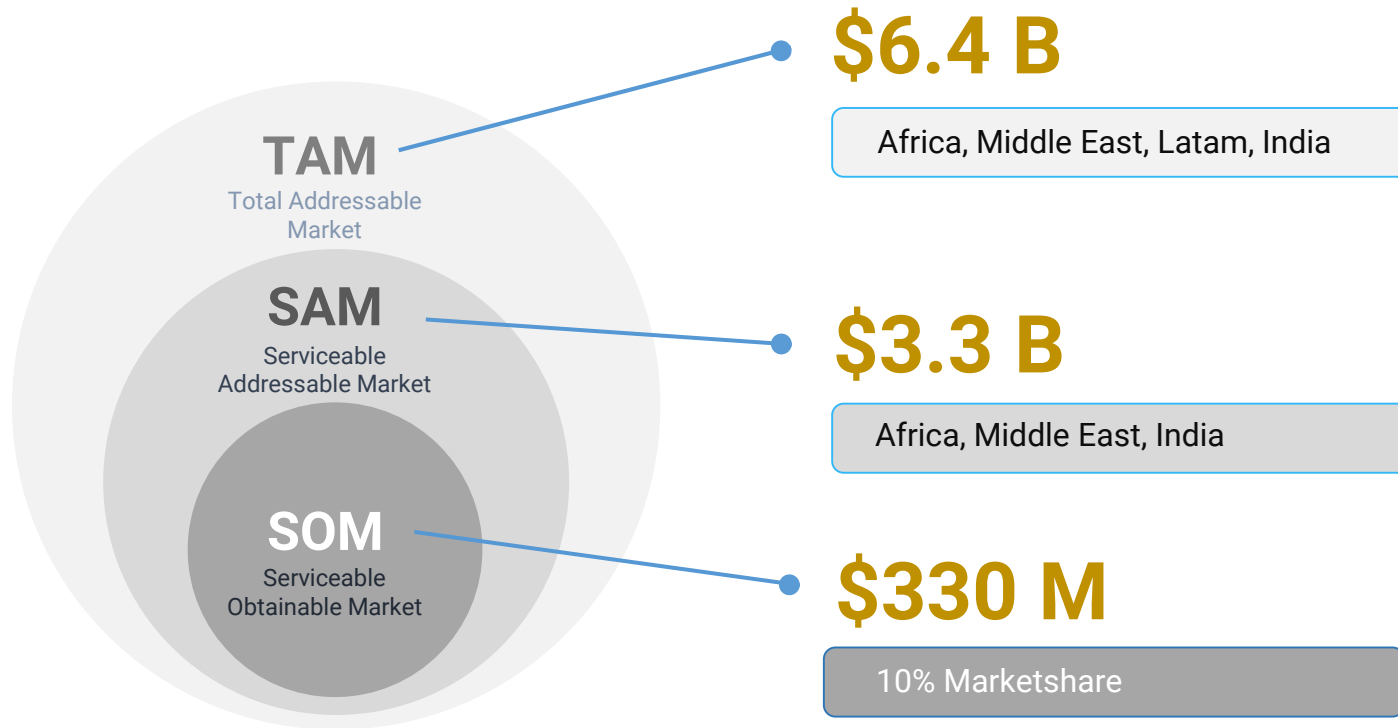 TAM
Total Addressable
Market
$6.4 B
Africa, Middle East, Latam, India
SAM
Serviceable
Addressable Market
$3.3 B
Africa, Middle East, India
SOM
Serviceable
Obtainable Market
$330 M
10% Marketshare